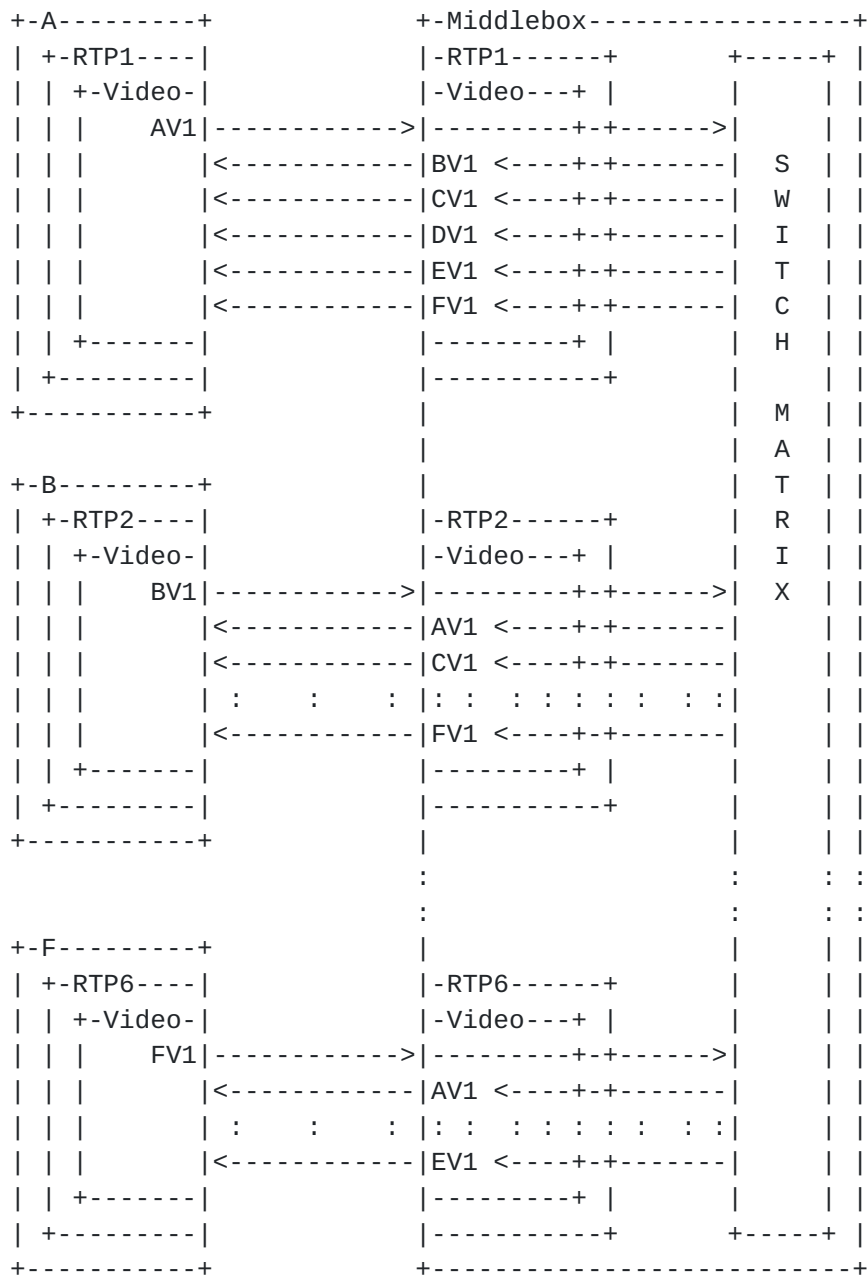 +-A---------+              +-Middlebox-----------------+
| +-RTP1----|              |-RTP1------+       +-----+ |
| | +-Video-|              |-Video---+ |       |     | |
| | |    AV1|------------->|---------+-+------>|     | |
| | |       |<-------------|BV1 <----+-+-------|  S  | |
| | |       |<-------------|CV1 <----+-+-------|  W  | |
| | |       |<-------------|DV1 <----+-+-------|  I  | |
| | |       |<-------------|EV1 <----+-+-------|  T  | |
| | |       |<-------------|FV1 <----+-+-------|  C  | |
| | +-------|              |---------+ |       |  H  | |
| +---------|              |-----------+       |     | |
+-----------+              |                   |  M  | |
                           |                   |  A  | |
+-B---------+              |                   |  T  | |
| +-RTP2----|              |-RTP2------+       |  R  | |
| | +-Video-|              |-Video---+ |       |  I  | |
| | |    BV1|------------->|---------+-+------>|  X  | |
| | |       |<-------------|AV1 <----+-+-------|     | |
| | |       |<-------------|CV1 <----+-+-------|     | |
| | |       | :    :    :  |: :  : : : : :  : :|     | |
| | |       |<-------------|FV1 <----+-+-------|     | |
| | +-------|              |---------+ |       |     | |
| +---------|              |-----------+       |     | |
+-----------+              |                   |     | |
                           :                   :     : :
                           :                   :     : :
+-F---------+              |                   |     | |
| +-RTP6----|              |-RTP6------+       |     | |
| | +-Video-|              |-Video---+ |       |     | |
| | |    FV1|------------->|---------+-+------>|     | |
| | |       |<-------------|AV1 <----+-+-------|     | |
| | |       | :    :    :  |: :  : : : : :  : :|     | |
| | |       |<-------------|EV1 <----+-+-------|     | |
| | +-------|              |---------+ |       |     | |
| +---------|              |-----------+       +-----+ |
+-----------+              +---------------------------+